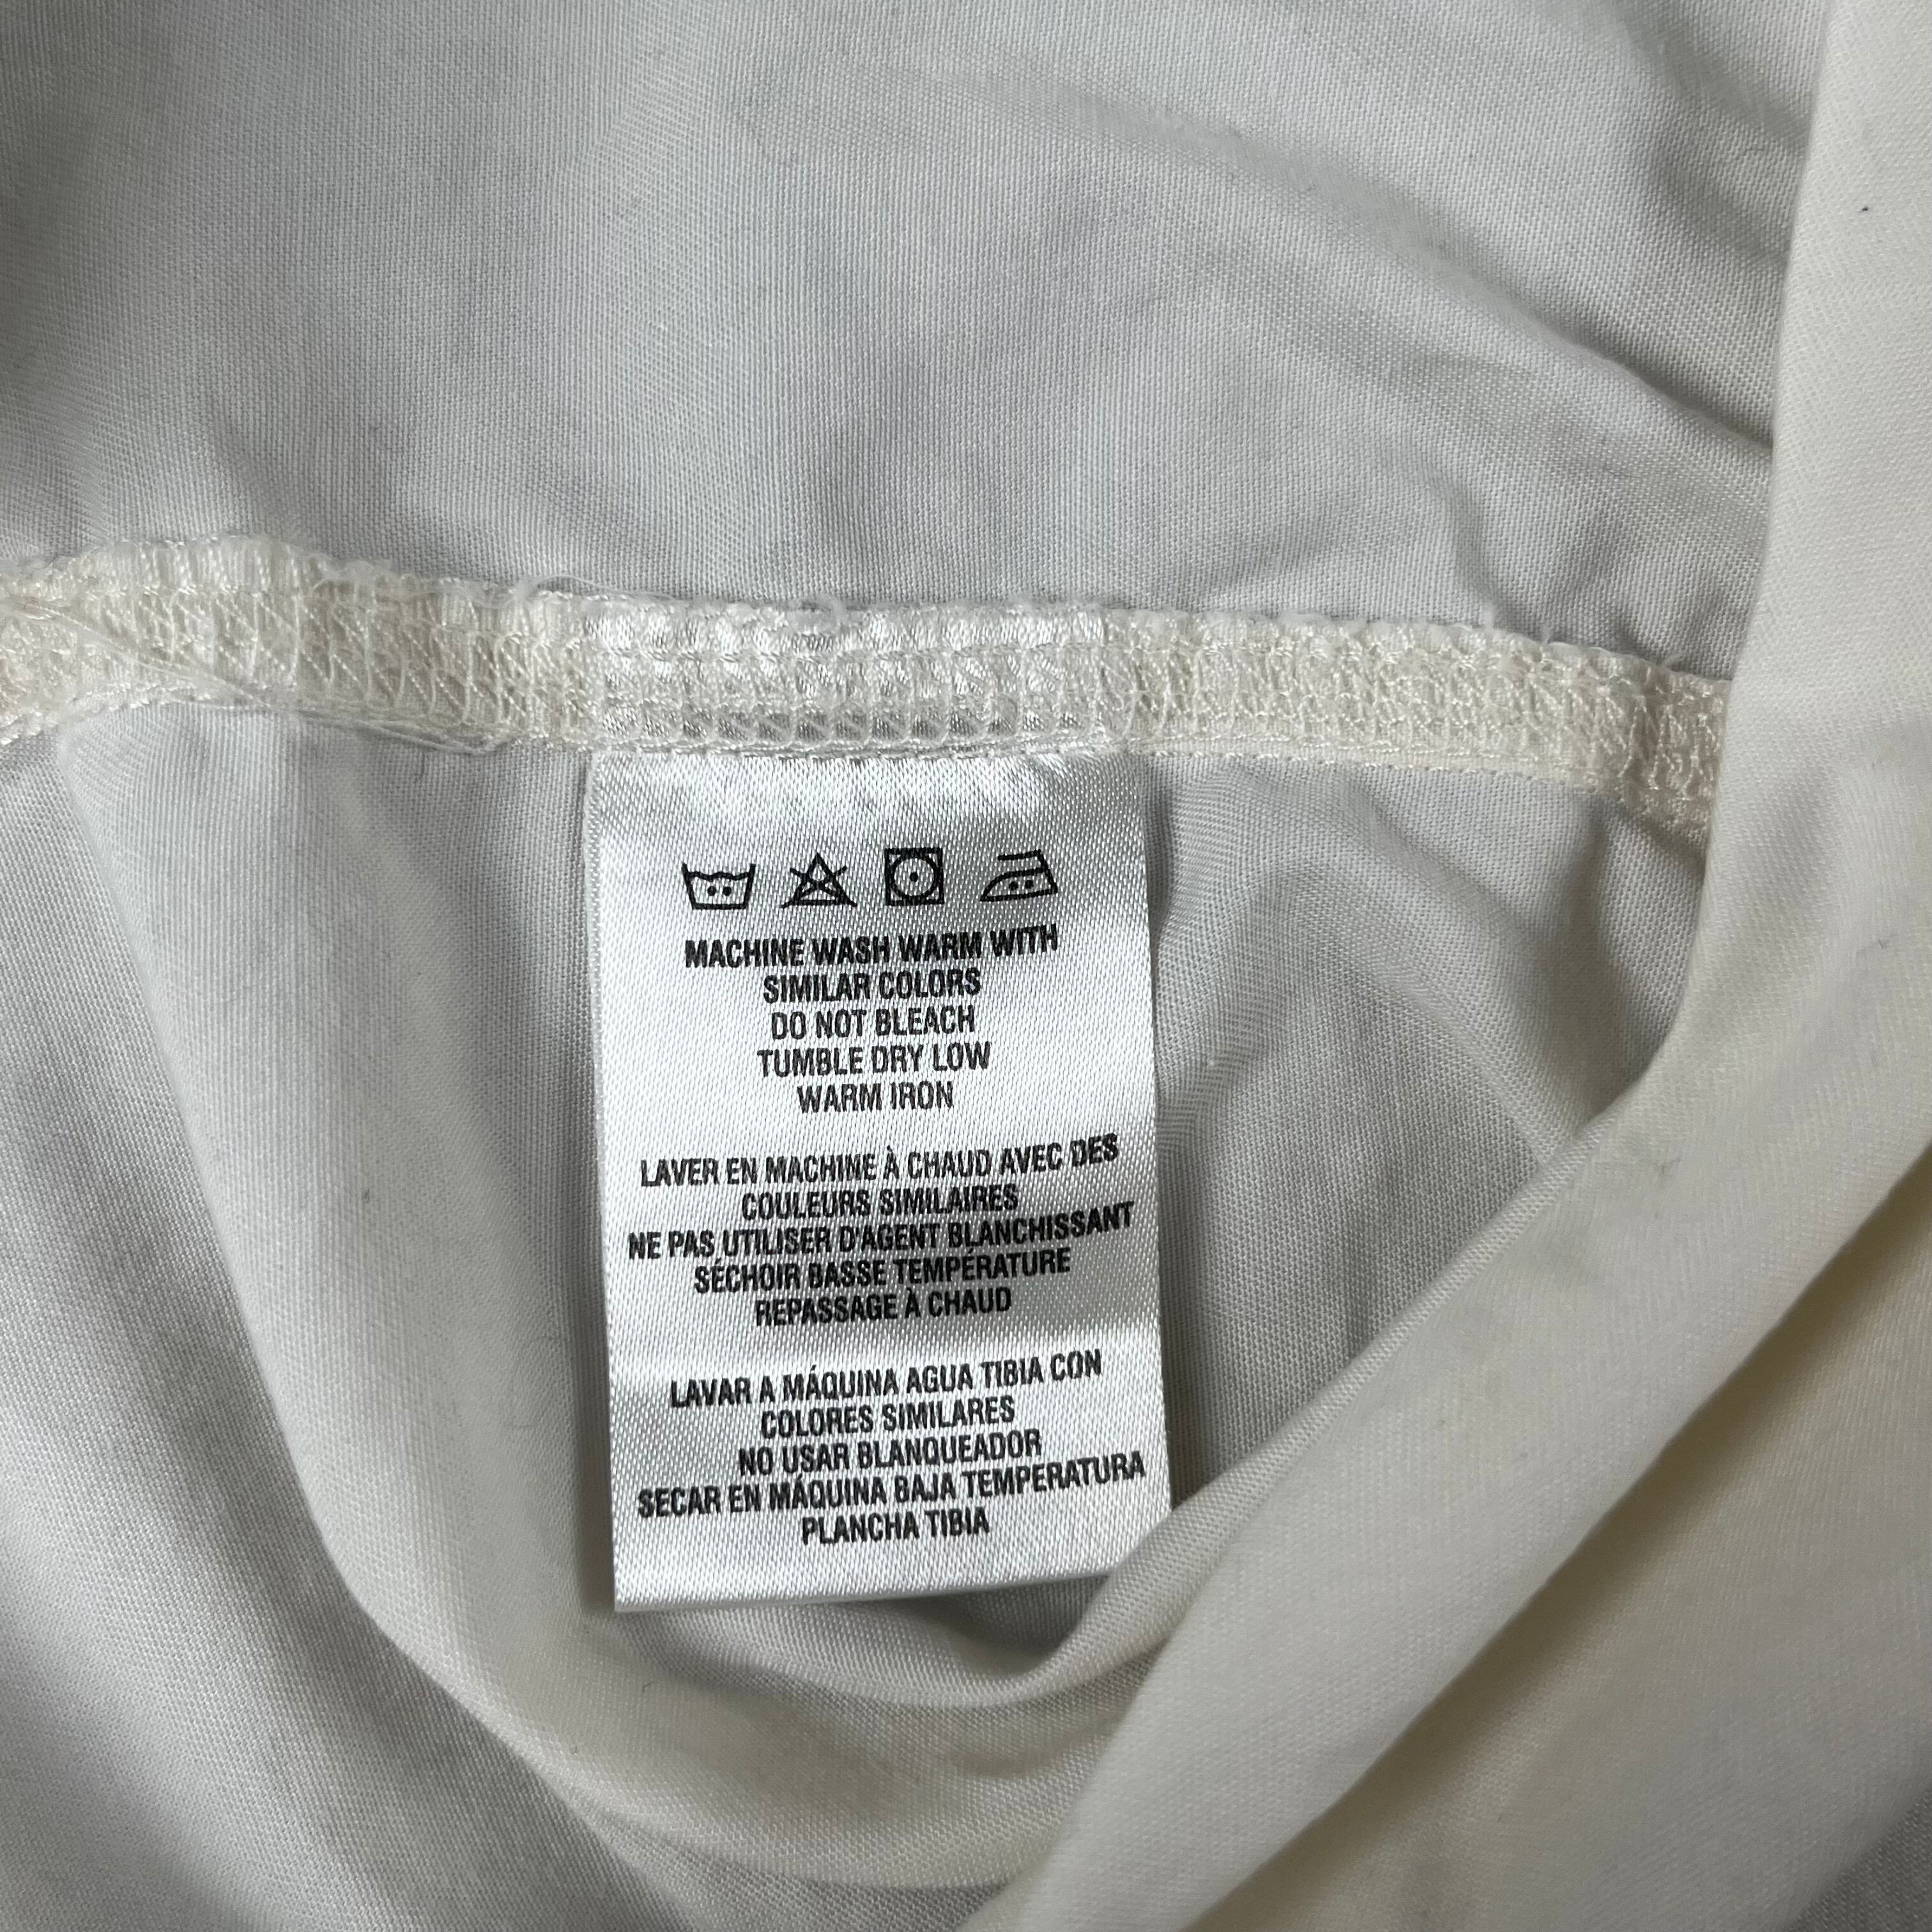 MACHINE WASH WARM WITH
SIMILAR COLORS
DO NOT BLEACH
TUMBLE DRY LOW
WARM IRON
LAVER EN MACHINE À CHAUD AVEC DES
COULEURS SIMILAIRES
NE PAS UTILISER D'AGENT BLANCHISSANT
SÉCHOIR BASSE TEMPÉRATURE
REPASSAGE À CHAUD
LAVAR A MÁQUINA AGUA TIBIA CON
COLORES SIMILARES
NO USAR BLANQUEADOR
SECAR EN MÁQUINA BAJA TEMPERATURA
PLANCHA TIBIA